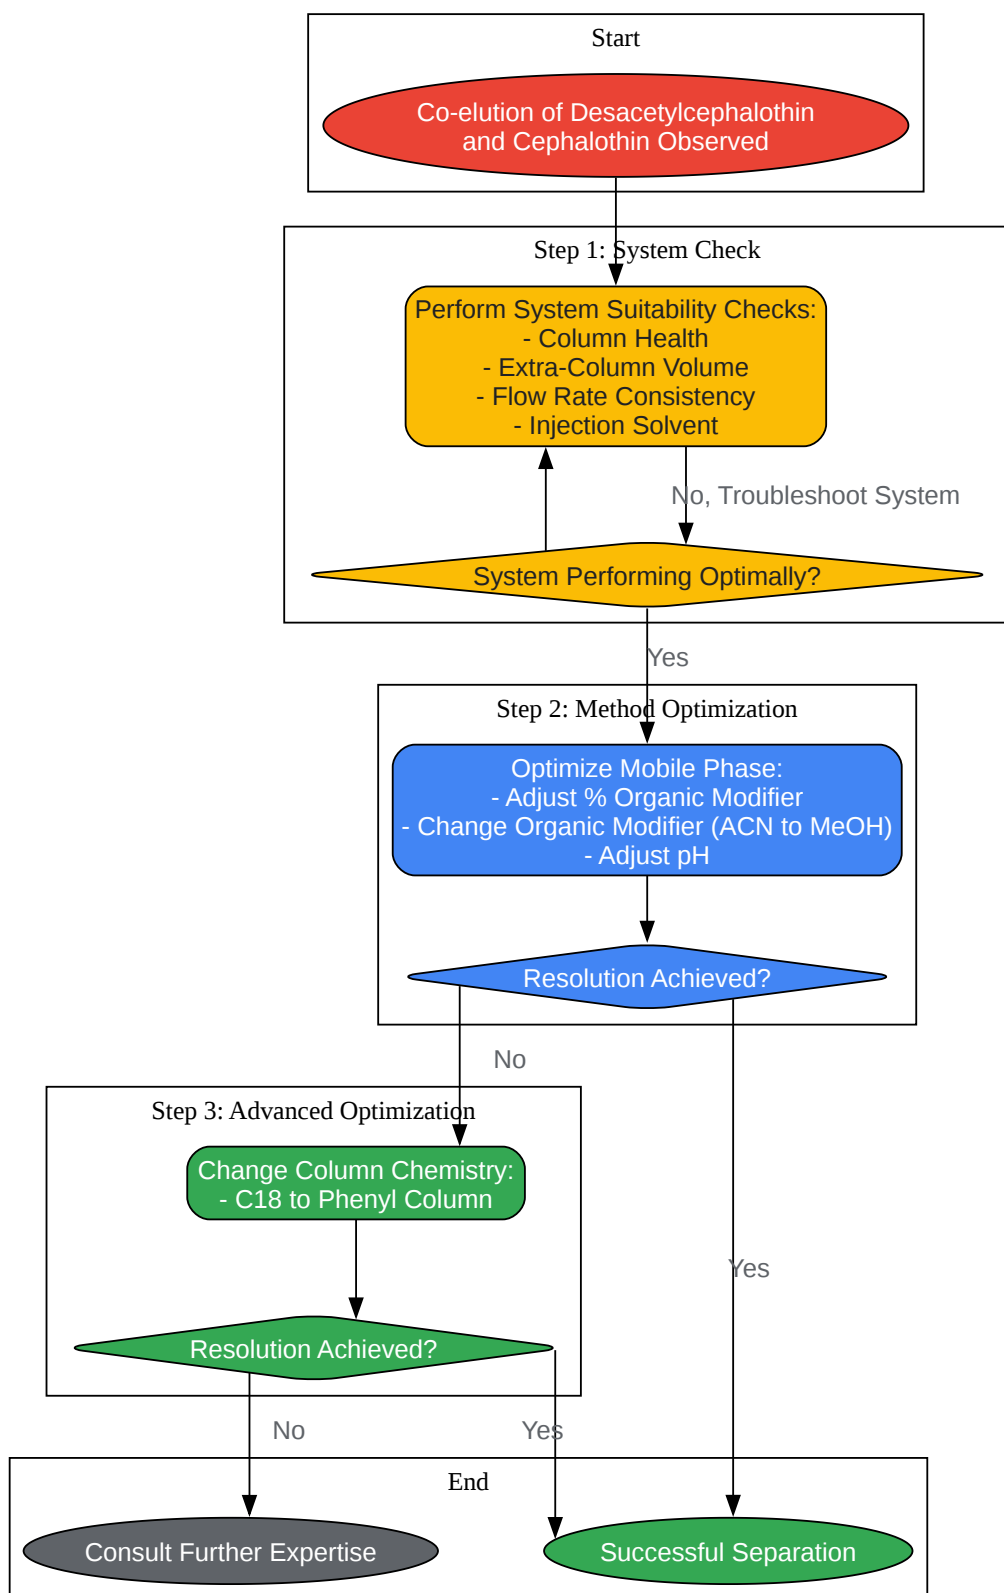 Start
Co-elution of Desacetylcephalothin
and Cephalothin Observed
Step 1: System Check
Perform System Suitability Checks:
- Column Health
- Extra-Column Volume
- Flow Rate Consistency
- Injection Solvent
No, Troubleshoot System
System Performing Optimally?
Yes
Step 2: Method Optimization
Optimize Mobile Phase:
- Adjust % Organic Modifier
- Change Organic Modifier (ACN to MeOH)
- Adjust pH
Resolution Achieved?
No
Step 3: Advanced Optimization
Change Column Chemistry:
- C18 to Phenyl Column
Yes
Resolution Achieved?
No
Yes
End
Consult Further Expertise
Successful Separation